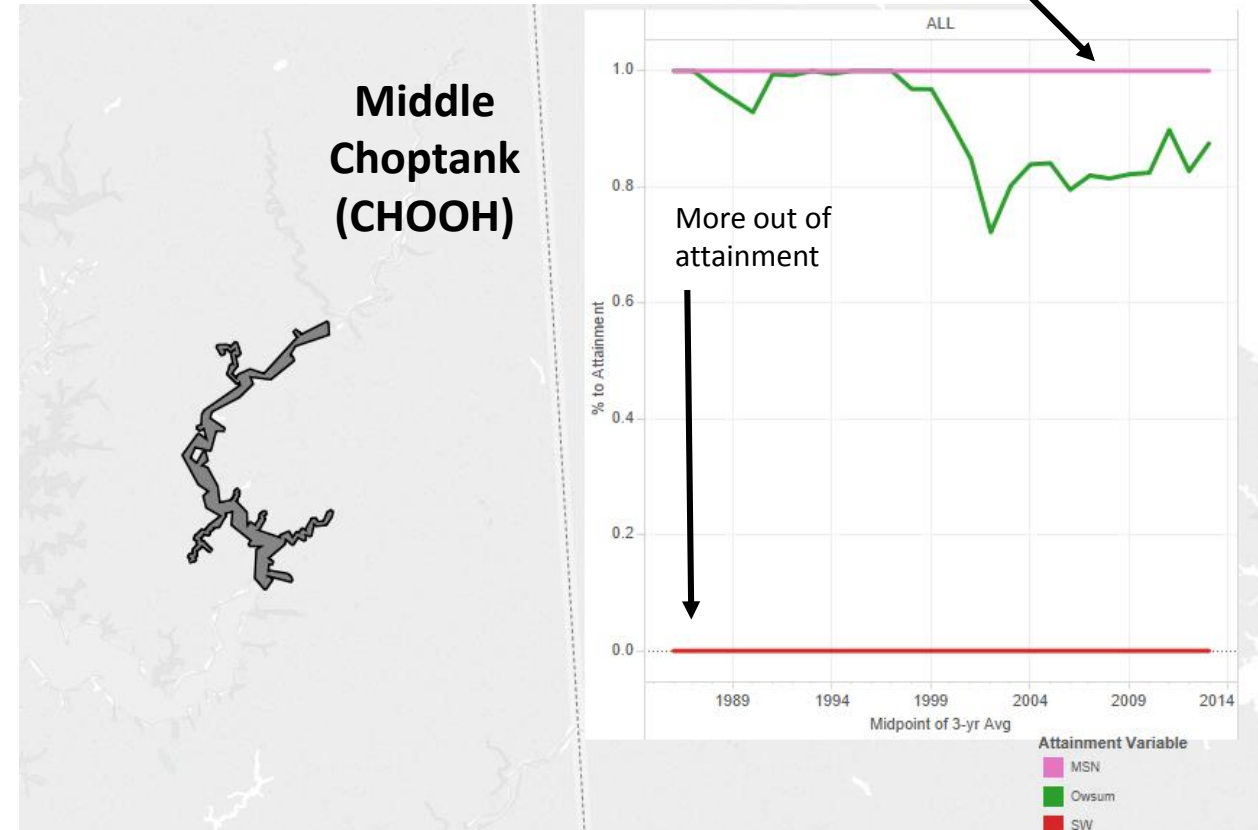 Middle
Choptank
(CHOOH)
ALL
1.0
0.8
0.6
0.4
0.2
0.0
% to Attainment
More out of
attainment
1989
1994
1999
2004
2009
2014
Midpoint of 3-yr Avg
Attainment Variable
MSN
Owsum
SW